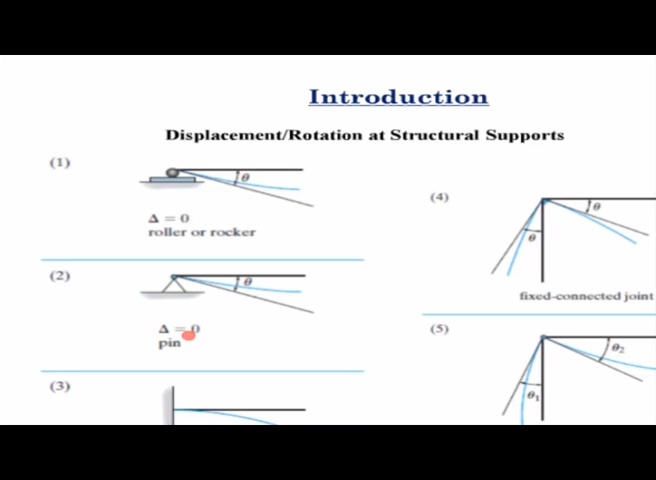 Introduction
Displacement/Rotation at Structural Supports
(1)
θ
Δ = 0
roller or rocker
(2)
θ
Δ = 0
pin
(3)
(4)
θ
θ
fixed-connected joint
(5)
θ2
θ1